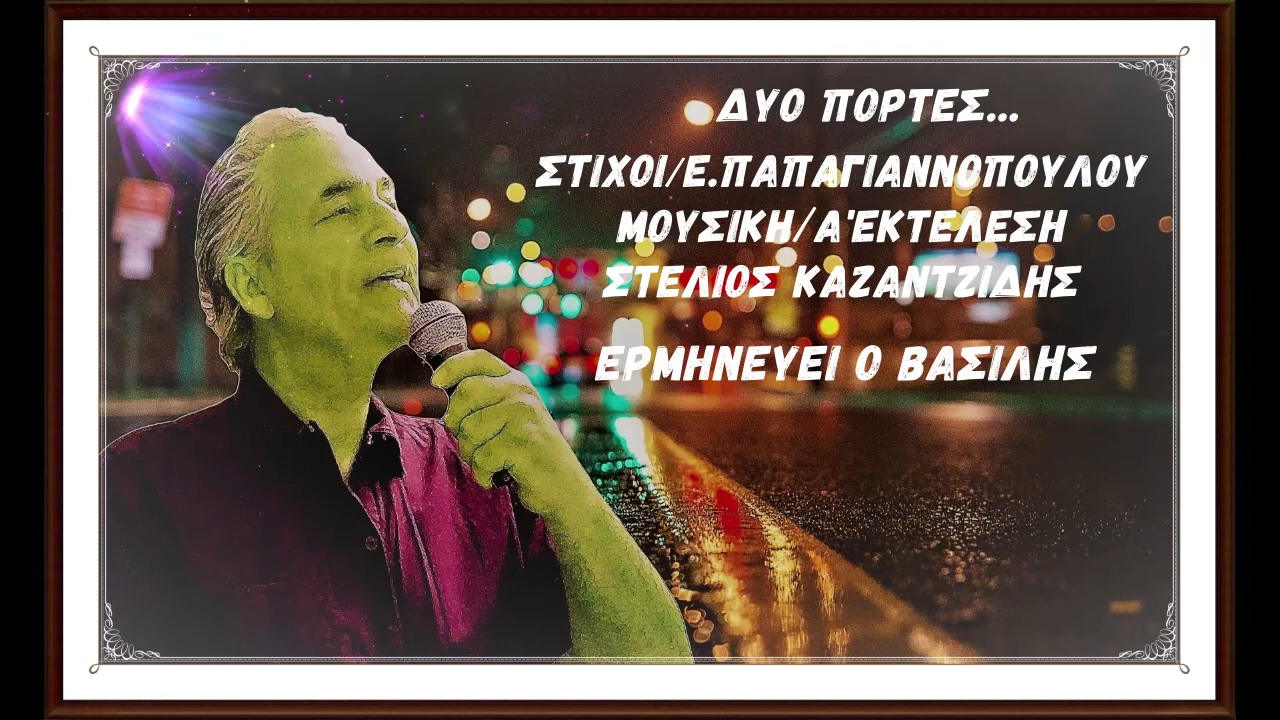 ΔΥΟ ΠΟΡΤΕΣ...
ΣΤΙΧΟΙ/Ε.ΠΑΠΑΓΙΑΝΝΟΠΟΥΛΟΥ
ΜΟΥΣΙΚΗ/Α'ΕΚΤΕΛΕΣΗ
ΣΤΕΛΙΟΣ ΚΑΖΑΝΤΖΙΔΗΣ
ΕΡΜΗΝΕΥΕΙ Ο ΒΑΣΙΛΗΣ